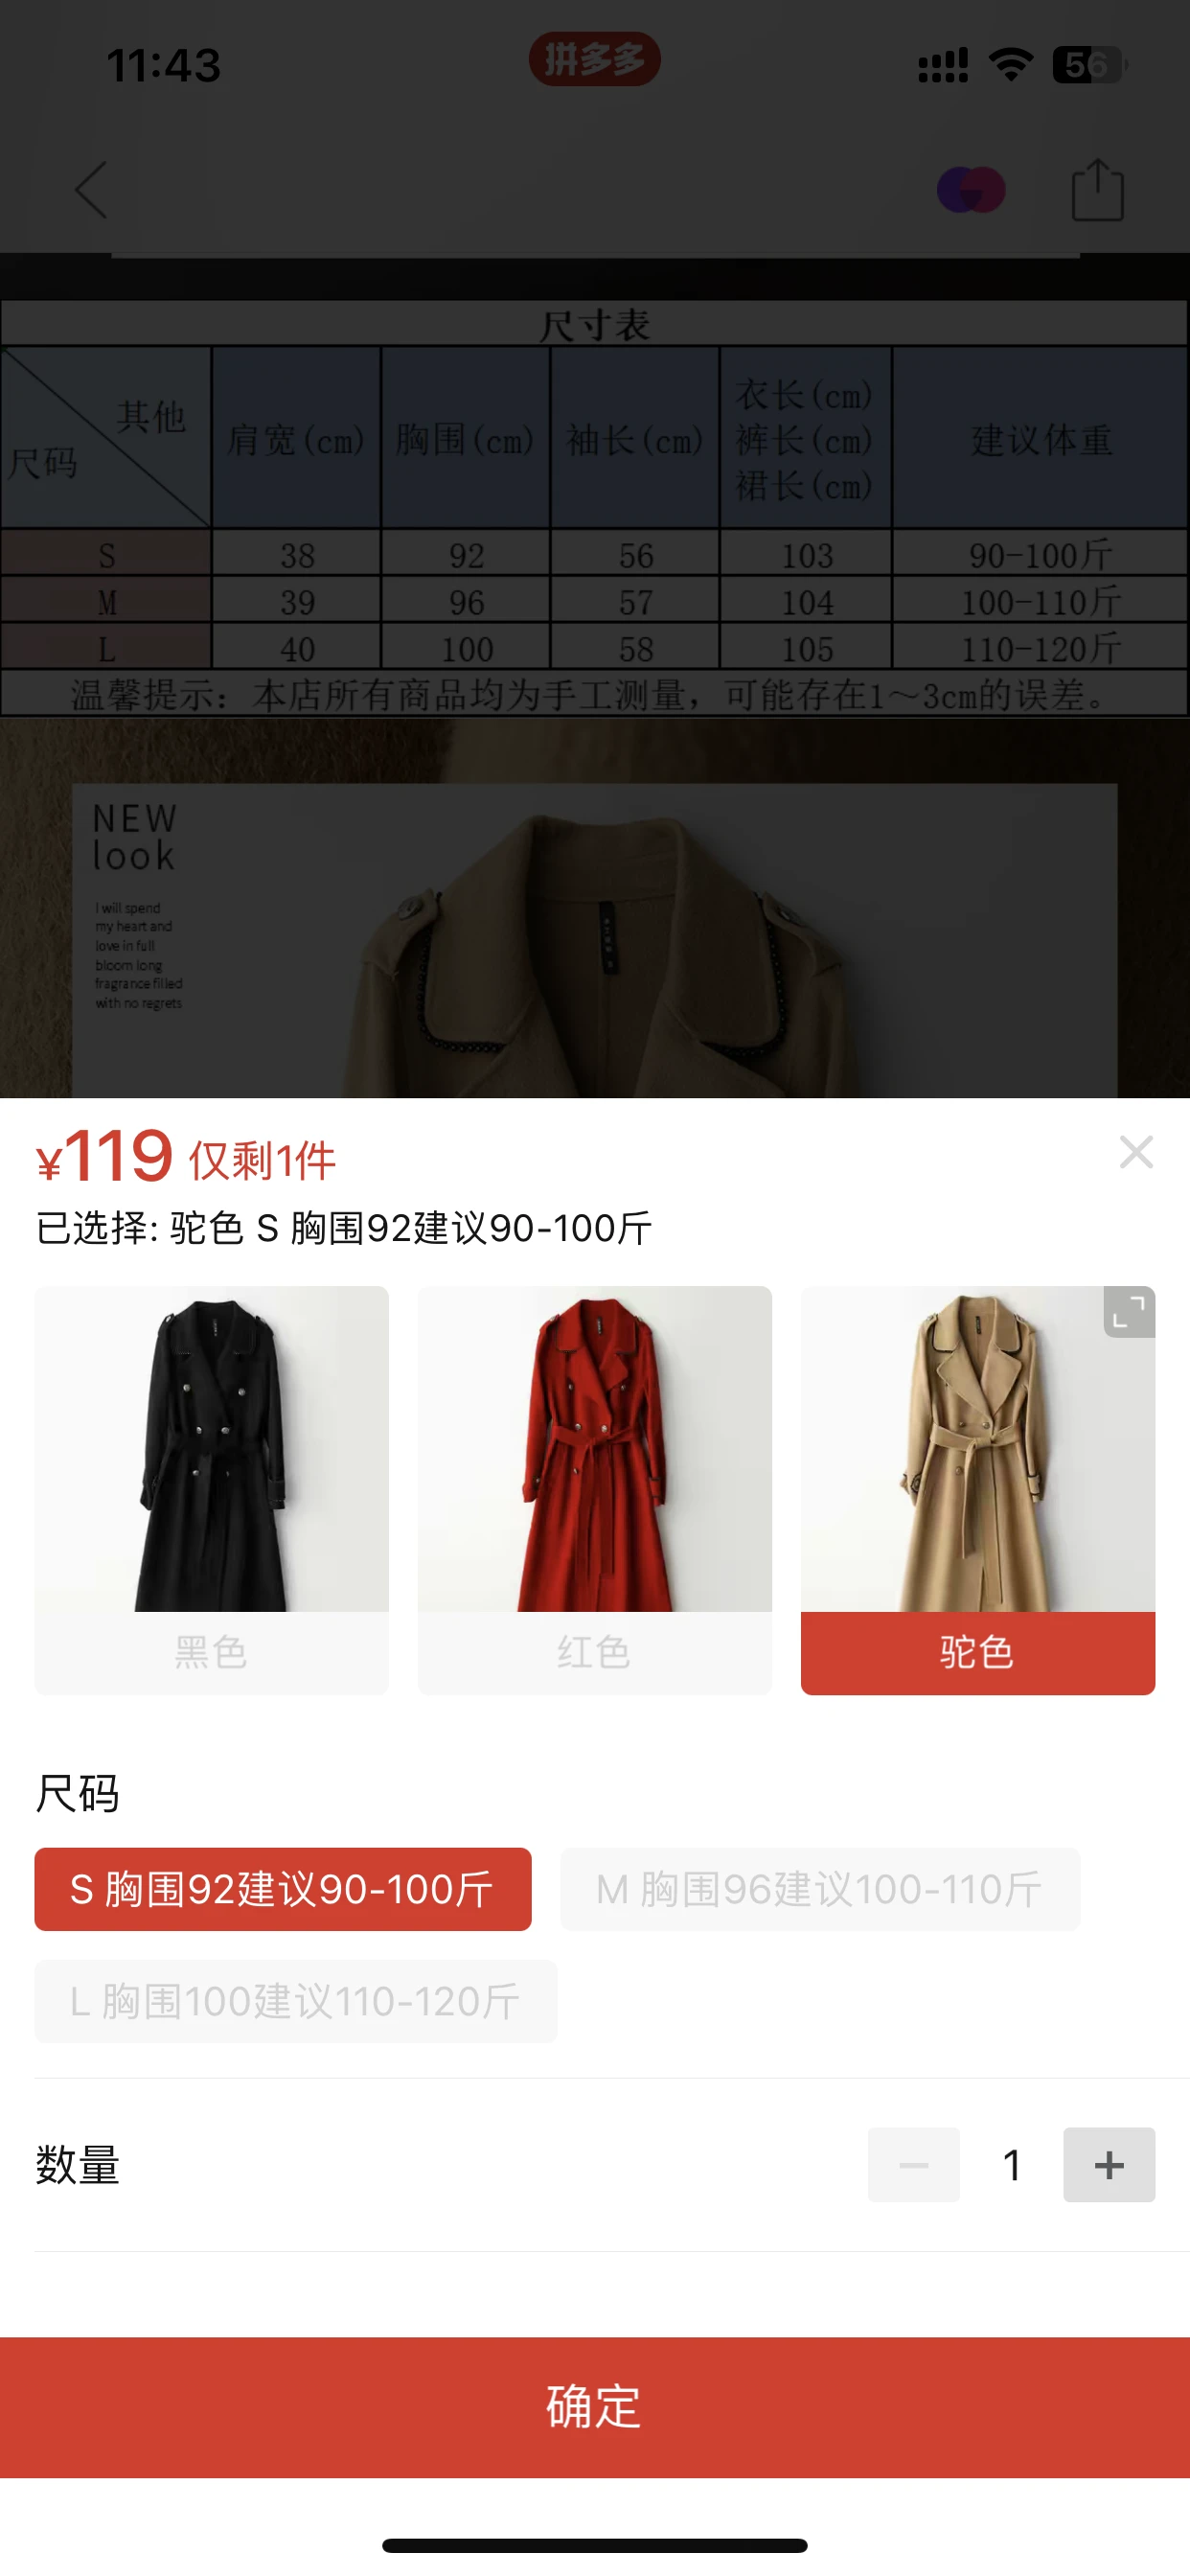 11:43
拼多多
56
尺寸表
其他
尺码
肩宽(cm)
胸围(cm)
袖长(cm)
衣长(cm)
裤长(cm)
裙长(cm)
建议体重
S 38 92 56 103 90-100斤
M 39 96 57 104 100-110斤
L 40 100 58 105 110-120斤
温馨提示：本店所有商品均为手工测量，可能存在1～3cm的误差。
NEW
look
I will spend
my heart and
love in full
bloom long
fragrance filled
with no regrets
¥119 仅剩1件
已选择: 驼色 S 胸围92建议90-100斤
黑色
红色
驼色
尺码
S 胸围92建议90-100斤
M 胸围96建议100-110斤
L 胸围100建议110-120斤
数量
1
确定